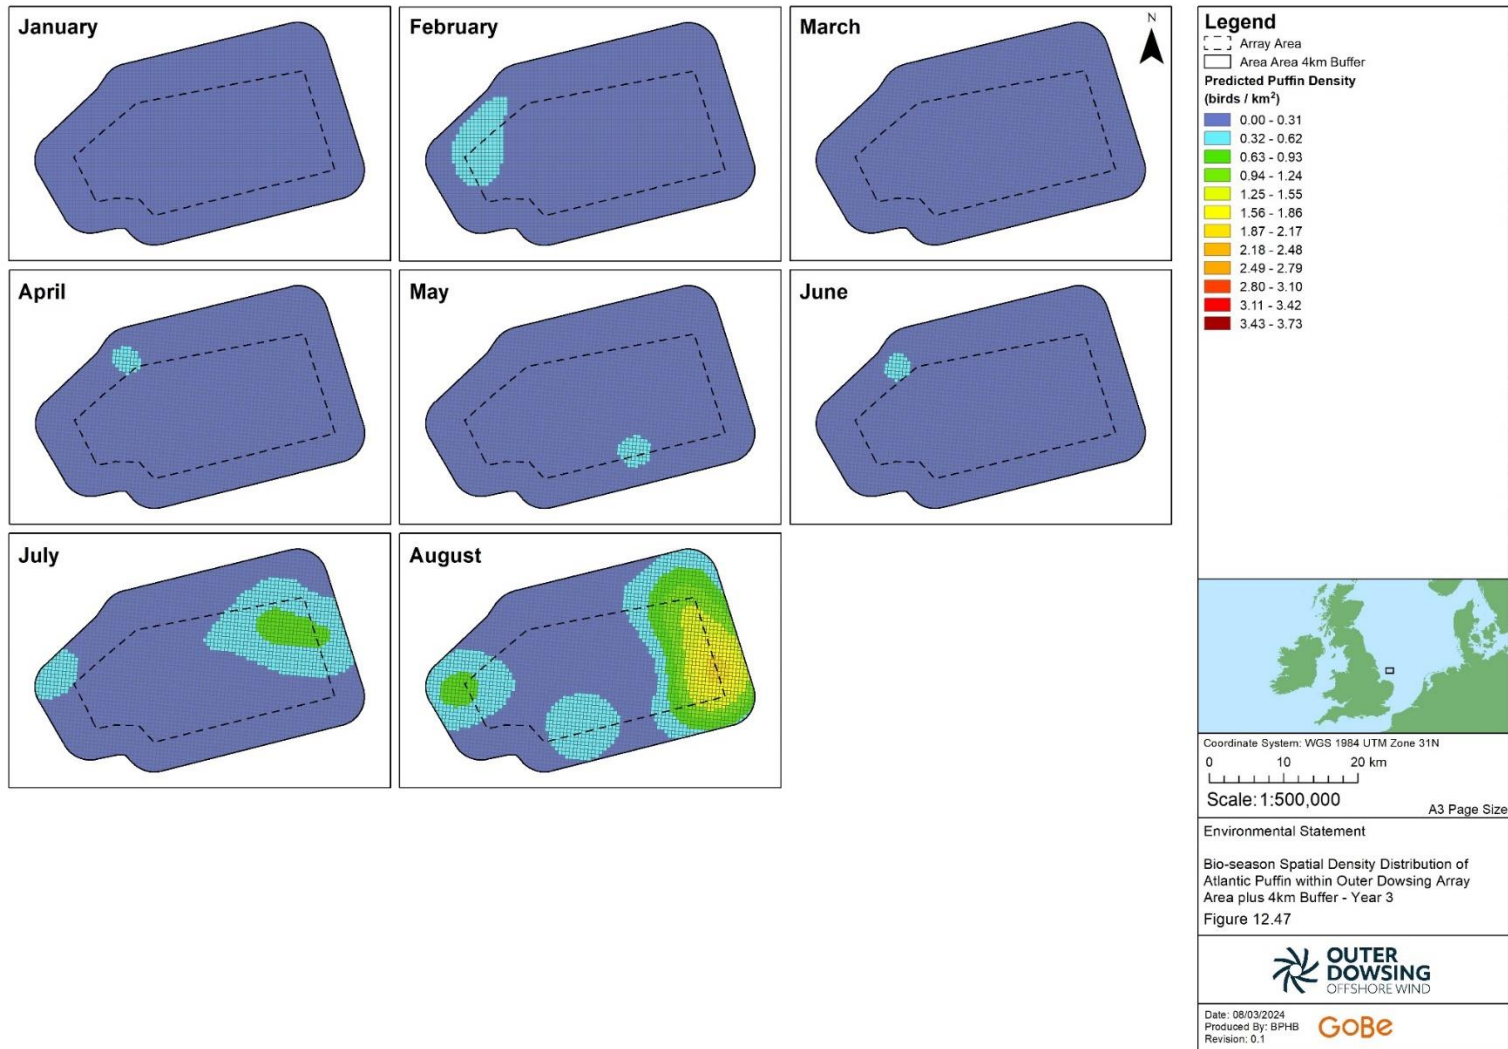 January
February
March
N
April
May
June
July
August
Legend
Array Area
Area Area 4km Buffer
Predicted Puffin Density
(birds / km²)
0.00 - 0.31
0.32 - 0.62
0.63 - 0.93
0.94 - 1.24
1.25 - 1.55
1.56 - 1.86
1.87 - 2.17
2.18 - 2.48
2.49 - 2.79
2.80 - 3.10
3.11 - 3.42
3.43 - 3.73
Coordinate System: WGS 1984 UTM Zone 31N
0 10 20 km
Scale: 1:500,000
A3 Page Size
Environmental Statement
Bio-season Spatial Density Distribution of
Atlantic Puffin within Outer Dowsing Array
Area plus 4km Buffer - Year 3
Figure 12.47
OUTER
DOWSING
OFFSHORE WIND
Date: 08/03/2024
Produced By: BPHB
Revision: 0.1
GoBe